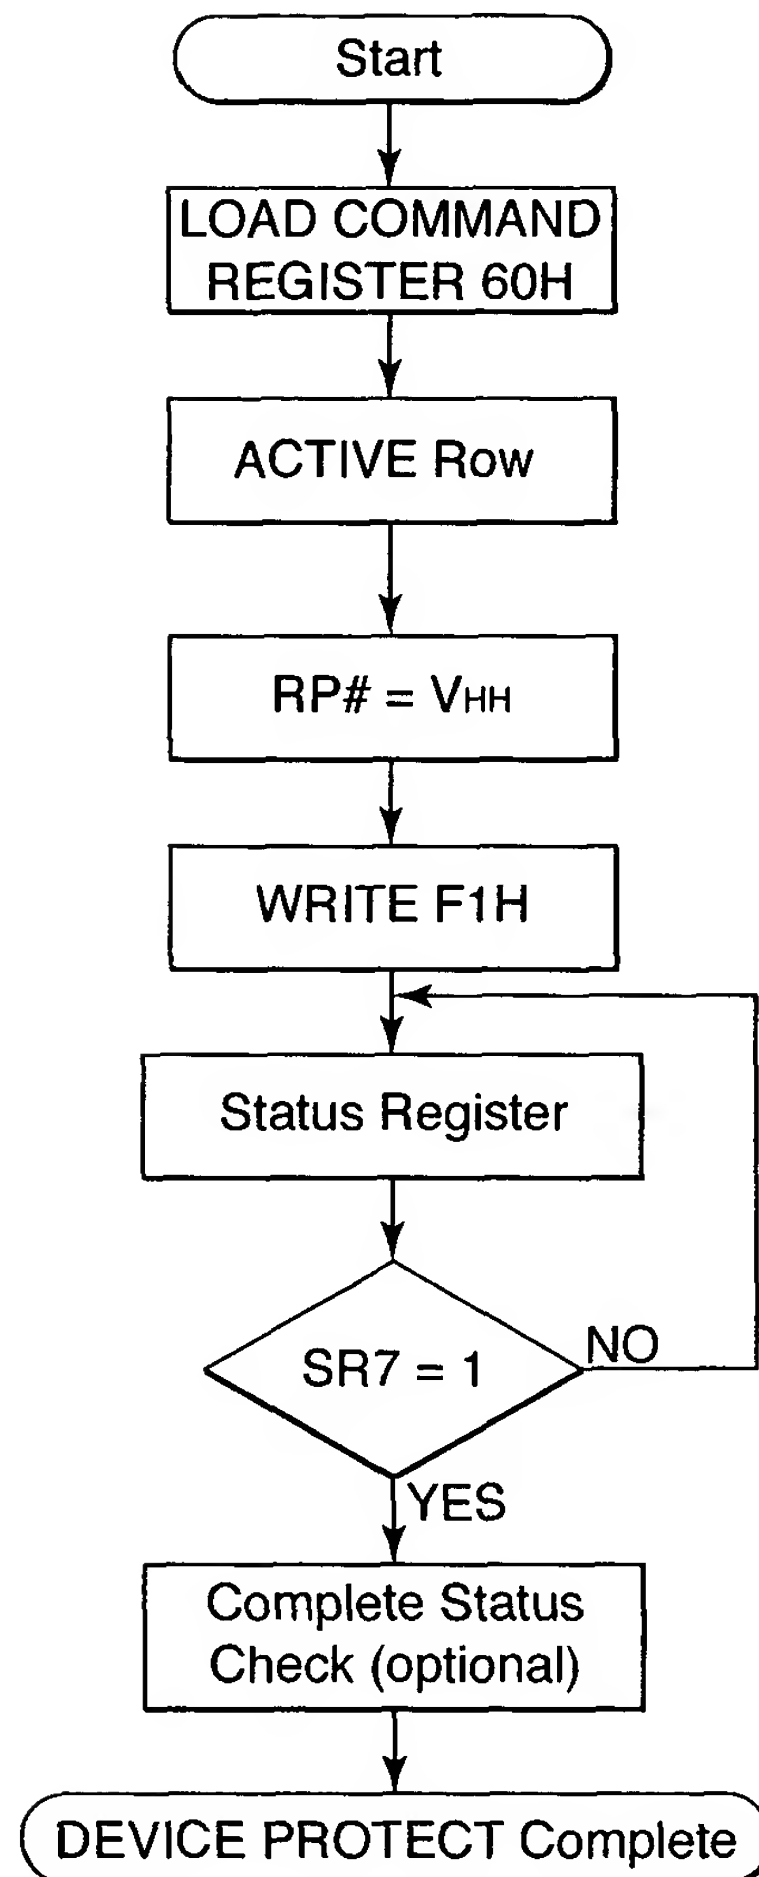 Start
LOAD COMMAND
REGISTER 60H
ACTIVE Row
RP# = VHH
WRITE F1H
Status Register
SR7 = 1
NO
YES
Complete Status
Check (optional)
DEVICE PROTECT Complete